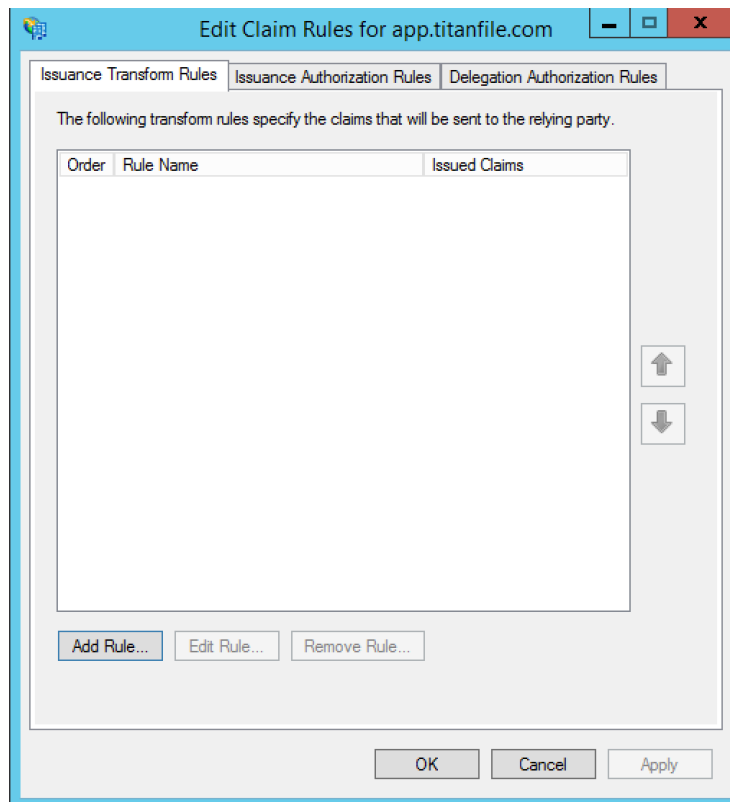 Edit Claim Rules for app.titanfile.com
Issuance Transform Rules Issuance Authorization Rules Delegation Authorization Rules
The following transform rules specify the claims that will be sent to the relying party.
Order Rule Name Issued Claims
Add Rule... Edit Rule... Remove Rule...
OK Cancel Apply